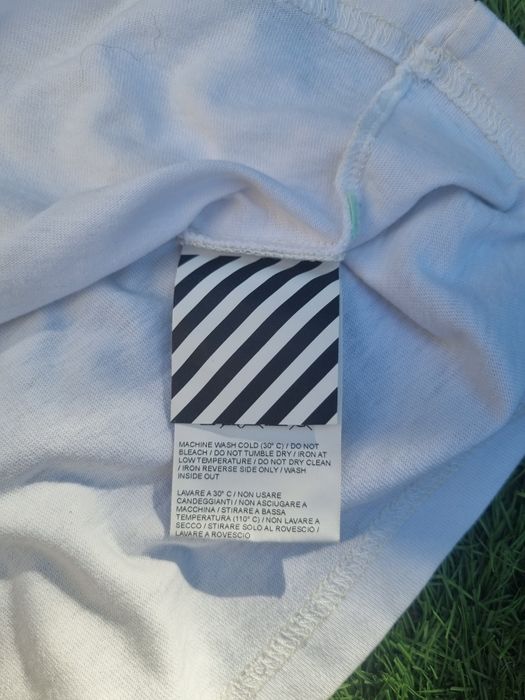 MACHINE WASH COLD (30° C) / DO NOT
BLEACH / DO NOT TUMBLE DRY / IRON AT
LOW TEMPERATURE / DO NOT DRY CLEAN
/ IRON REVERSE SIDE ONLY / WASH
INSIDE OUT
LAVARE A 30° C / NON USARE
CANDEGGIANTI / NON ASCIUGARE A
MACCHINA / STIRARE A BASSA
TEMPERATURA (110° C) / NON LAVARE A
SECCO / STIRARE SOLO AL ROVESCIO /
LAVARE A ROVESCIO